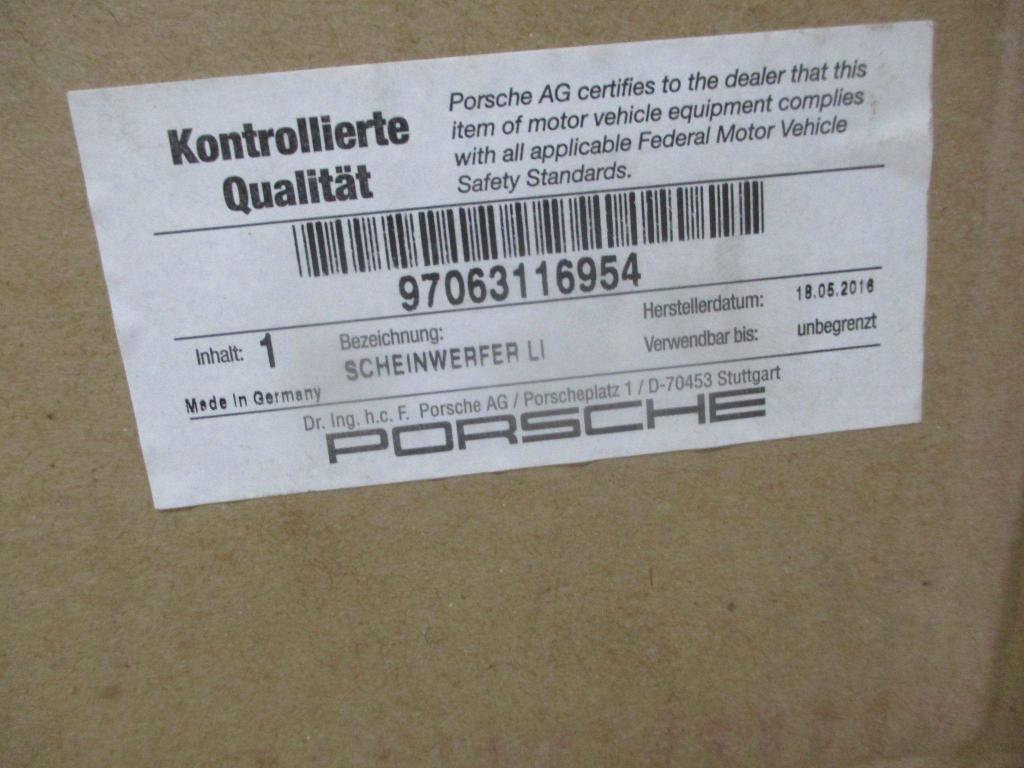 Kontrollierte
Qualität
Porsche AG certifies to the dealer that this
item of motor vehicle equipment complies
with all applicable Federal Motor Vehicle
Safety Standards.
97063116954
Inhalt: 1
Bezeichnung:
SCHEINWERFER LI
Herstellerdatum: 18.05.2016
Verwendbar bis: unbegrenzt
Made in Germany
Dr. Ing. h.c. F. Porsche AG / Porscheplatz 1 / D-70453 Stuttgart
PORSCHE